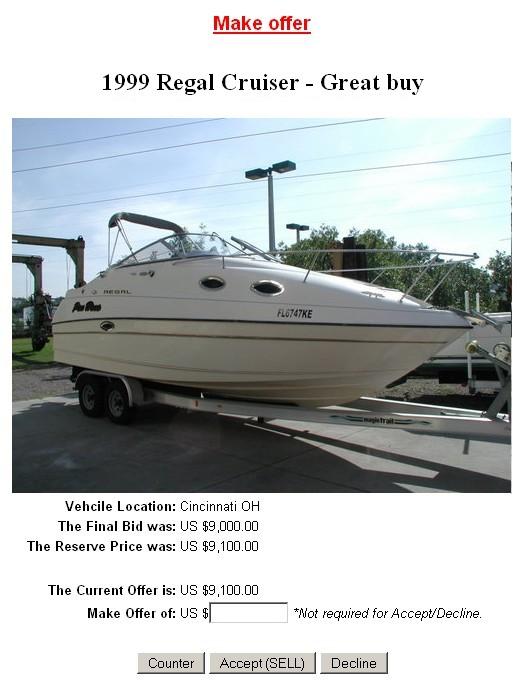 Make offer
1999 Regal Cruiser - Great buy
REGAL
FL6747KE
magic trail
Vehcile Location: Cincinnati OH
The Final Bid was: US $9,000.00
The Reserve Price was: US $9,100.00
The Current Offer is: US $9,100.00
Make Offer of: US $ *Not required for Accept/Decline.
Counter Accept (SELL) Decline